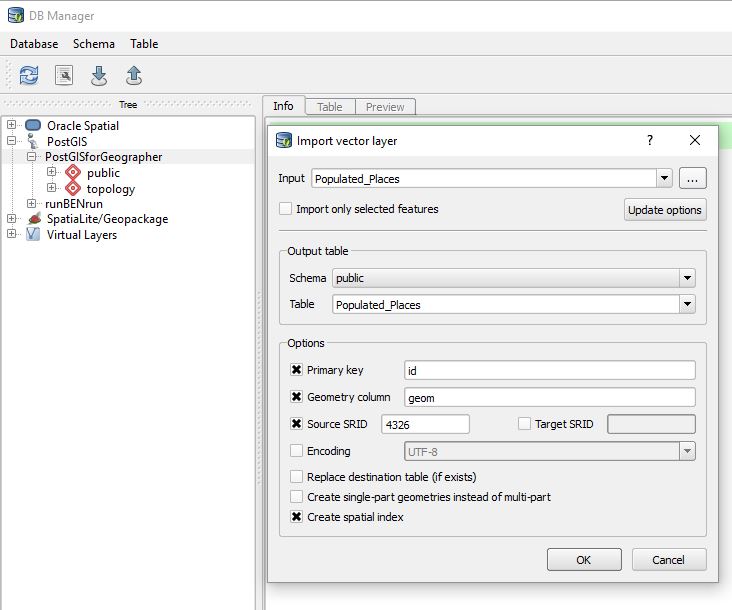 DB Manager
Database Schema Table
Tree
Oracle Spatial
PostGIS
PostGISforGeographer
public
topology
runBENrun
SpatiaLite/Geopackage
Virtual Layers
Info Table Preview
Import vector layer ?
Input Populated_Places ...
Import only selected features Update options
Output table
Schema public
Table Populated_Places
Options
Primary key id
Geometry column geom
Source SRID 4326 Target SRID
Encoding UTF-8
Replace destination table (if exists)
Create single-part geometries instead of multi-part
Create spatial index
OK Cancel